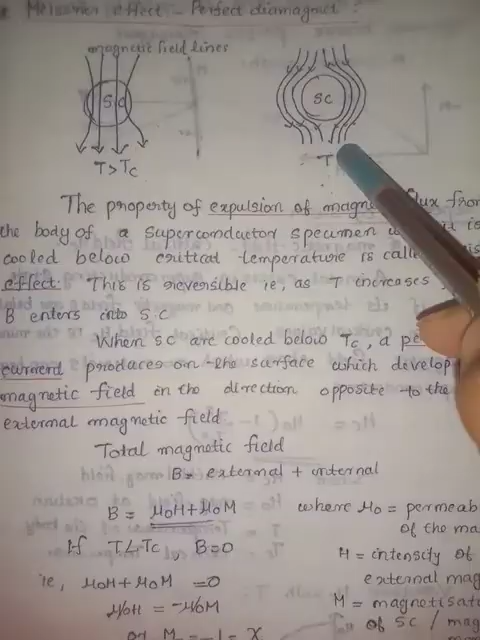 Meissner effect - Perfect diamagnet:
magnetic field lines
SC
SC
T > Tc
T
The property of expulsion of magne flux from
the body of a superconductor specimen it is
cooled below critical temperature is calle
effect. This is reversible ie, as T increases
B enters into S.C
When SC are cooled below Tc, a pe
current produces on the surface which develop
magnetic field in the direction opposite to the
external magnetic field.
Total magnetic field
B = external + internal
B = μ0H + μ0M
where μ0 = permeab
of the ma
If T < Tc, B = 0
H = intensity of
external mag
ie, μ0H + μ0M = 0
μ0H = -μ0M
M = magnetisat
of SC / mag
or M = -1 = χ